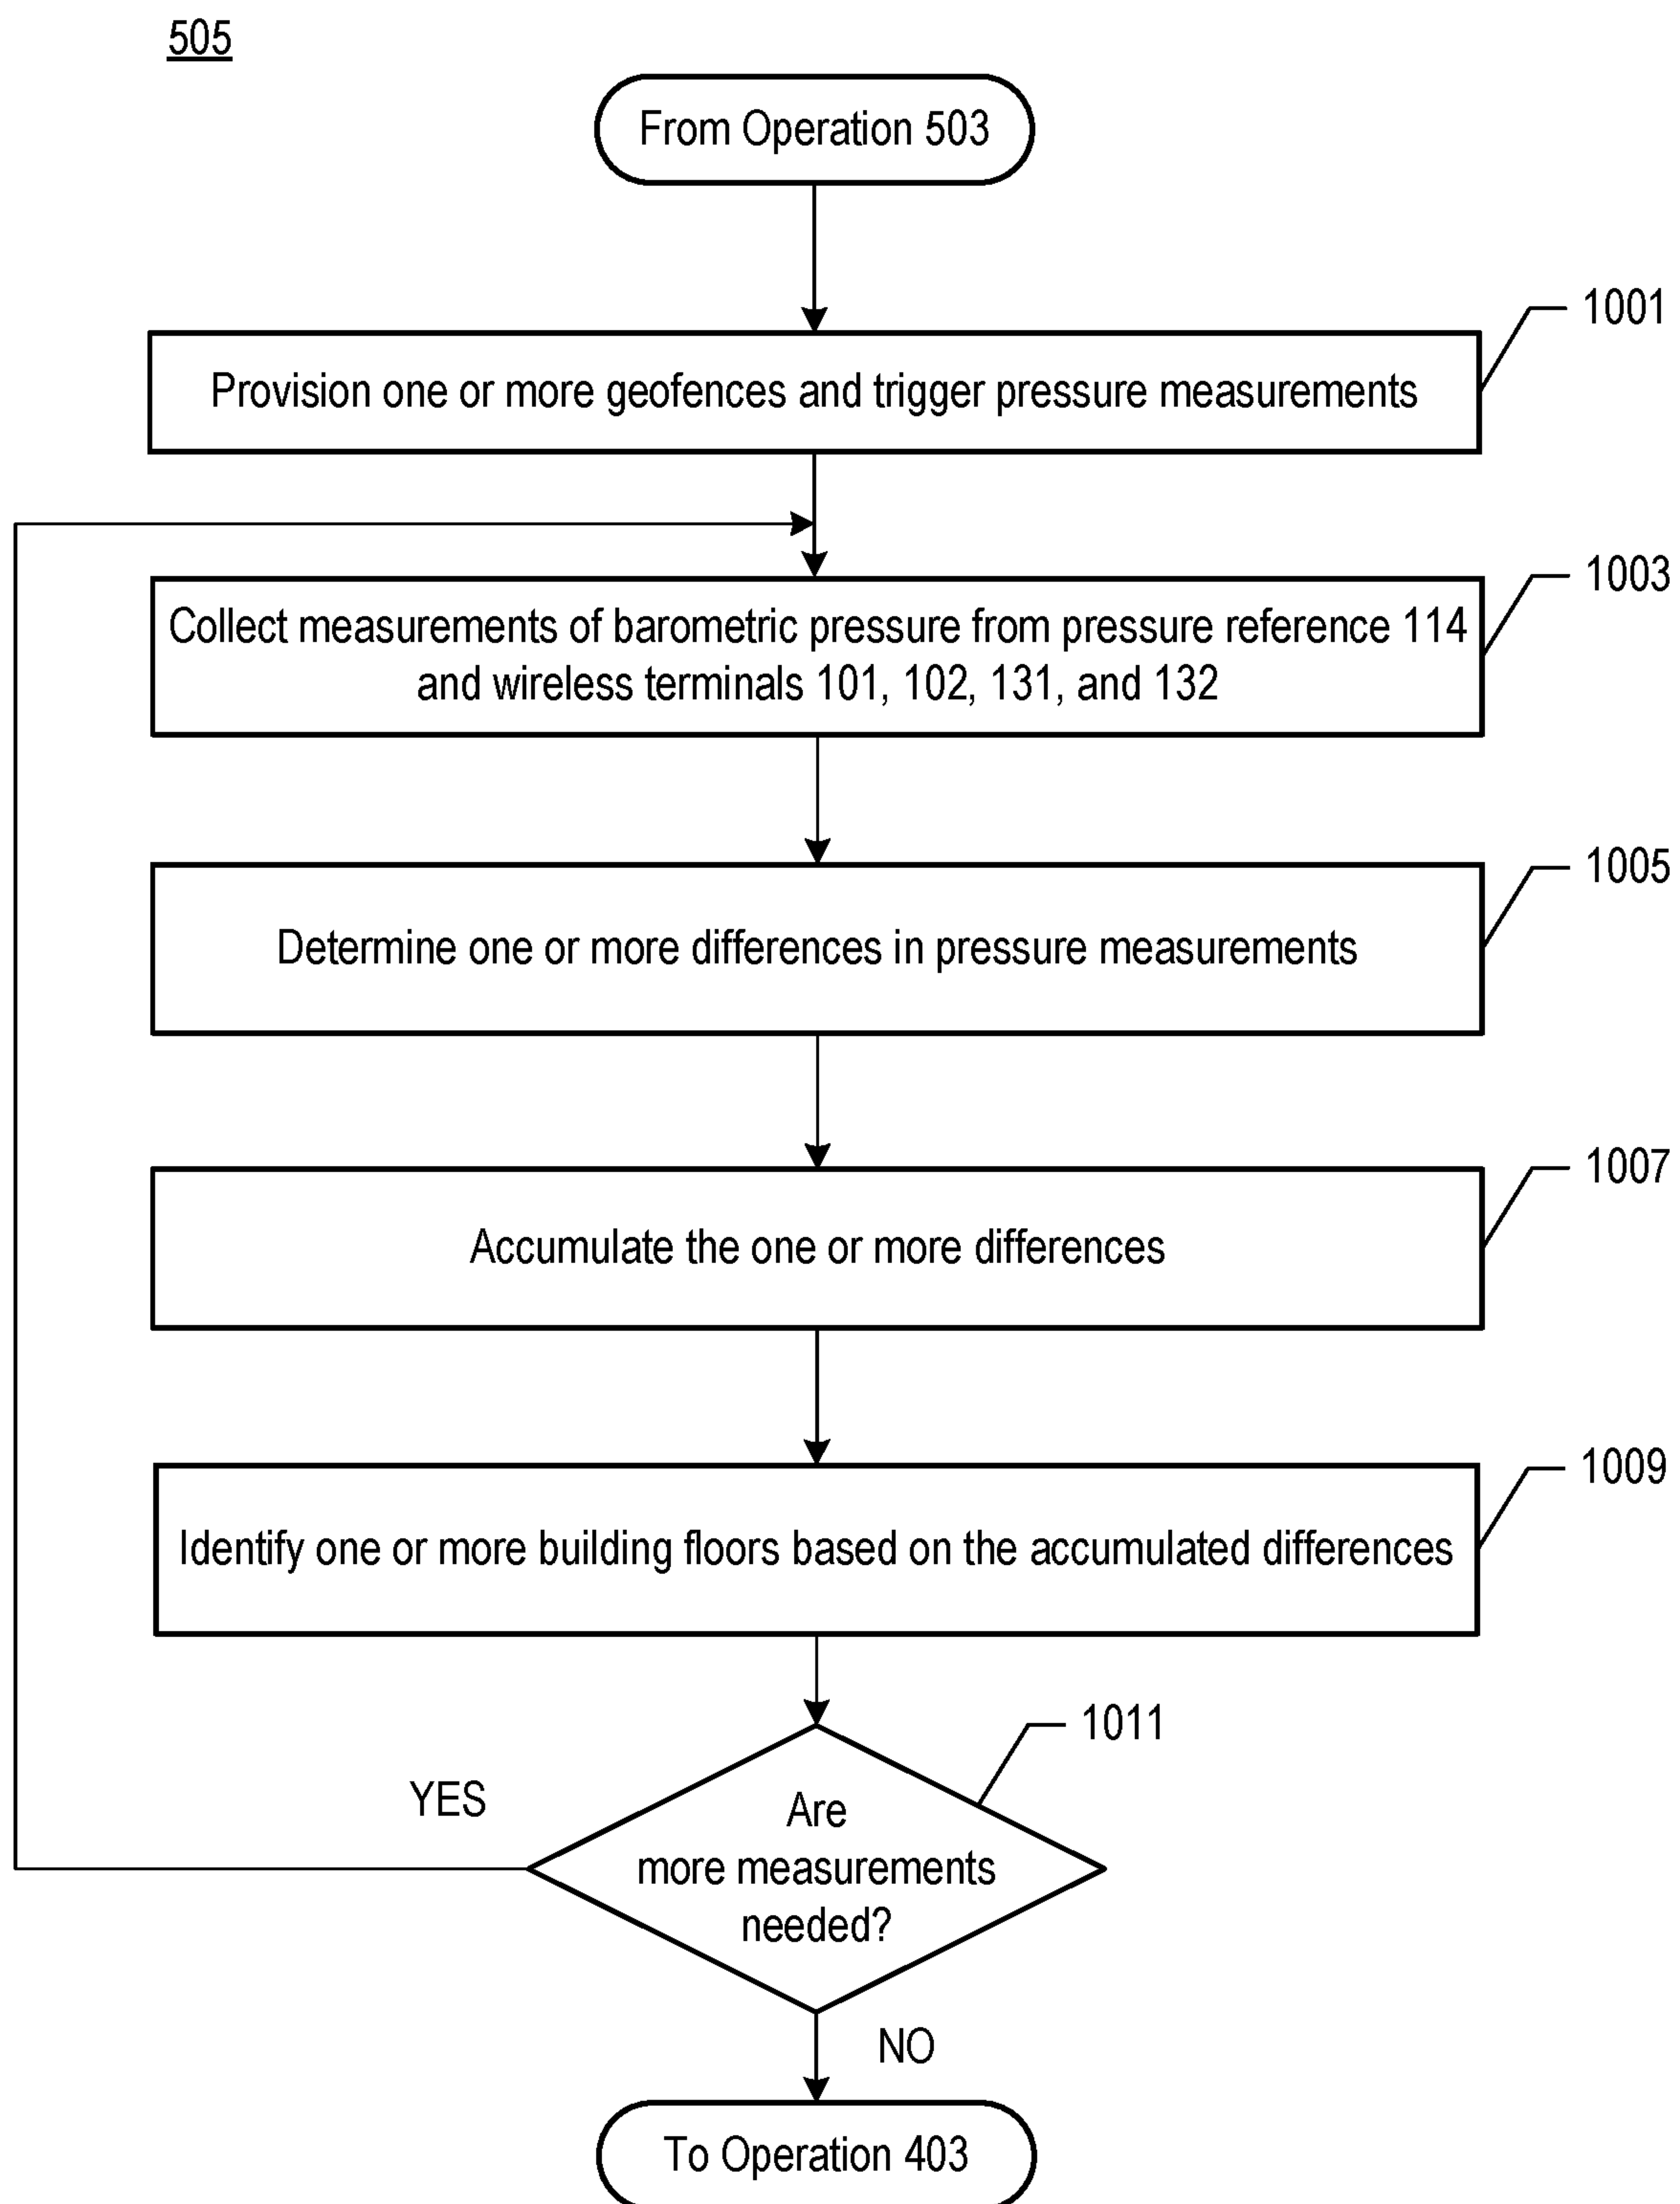 505
From Operation 503
1001
Provision one or more geofences and trigger pressure measurements
1003
Collect measurements of barometric pressure from pressure reference 114
and wireless terminals 101, 102, 131, and 132
1005
Determine one or more differences in pressure measurements
1007
Accumulate the one or more differences
1009
Identify one or more building floors based on the accumulated differences
1011
YES
Are
more measurements
needed?
NO
To Operation 403